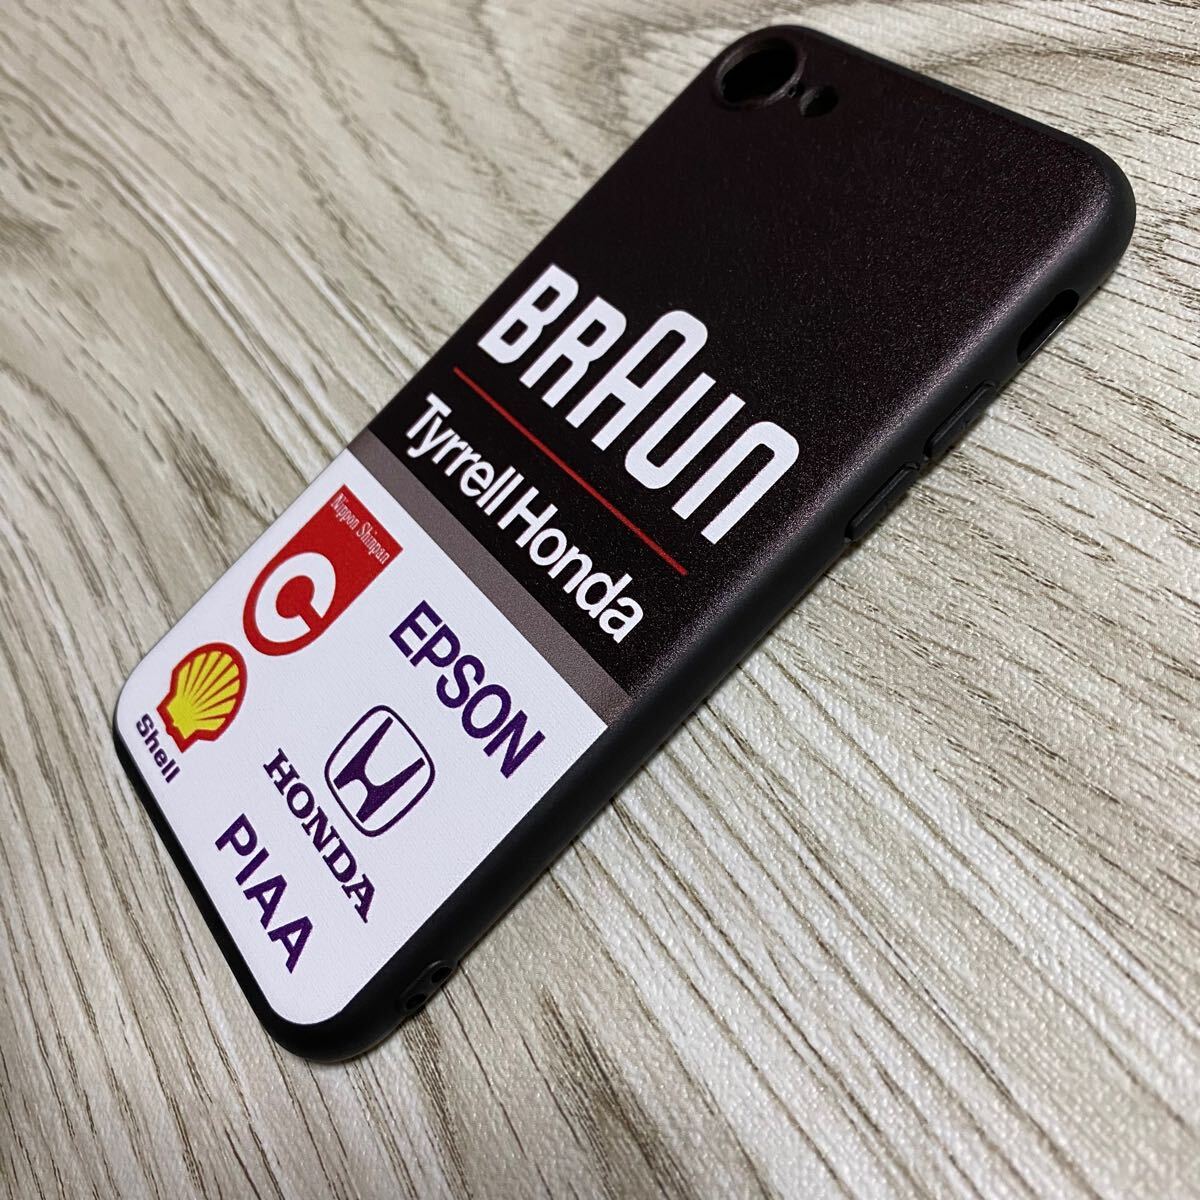 BRAUN
Tyrrell Honda
Nippon Shinpan
C
EPSON
Shell
HONDA
PIAA